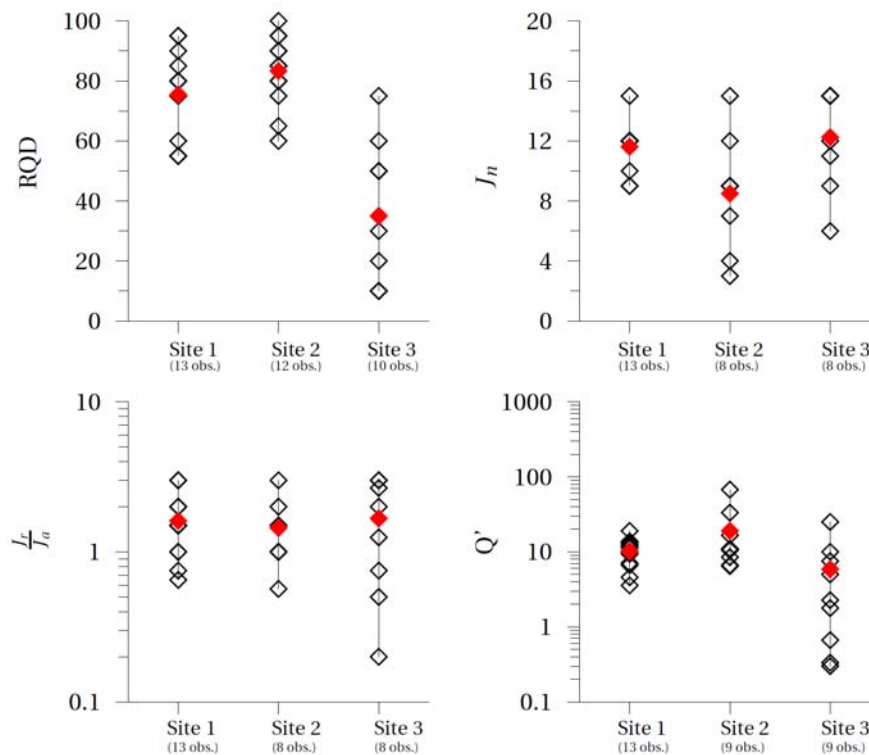 100
80
60
40
20
0
RQD
Site 1
(13 obs.)
Site 2
(12 obs.)
Site 3
(10 obs.)
20
16
12
8
4
0
Jn
Site 1
(13 obs.)
Site 2
(8 obs.)
Site 3
(8 obs.)
10
1
0.1
Jr
Ja
Site 1
(13 obs.)
Site 2
(8 obs.)
Site 3
(8 obs.)
1000
100
10
1
0.1
Q'
Site 1
(13 obs.)
Site 2
(9 obs.)
Site 3
(9 obs.)